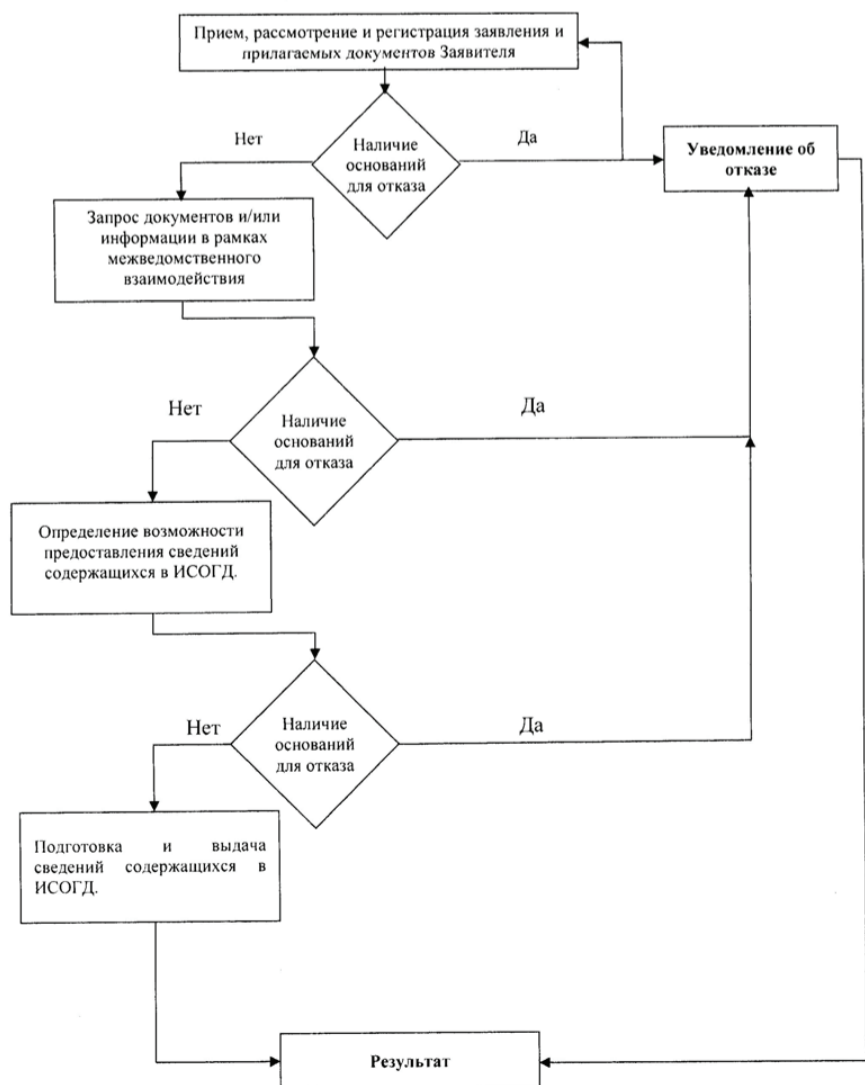 Прием, рассмотрение и регистрация заявления и
прилагаемых документов Заявителя
Нет
Да
Наличие
оснований
для отказа
Уведомление об
отказе
Запрос документов и/или
информации в рамках
межведомственного
взаимодействия
Нет
Да
Наличие
оснований
для отказа
Определение возможности
предоставления сведений
содержащихся в ИСОГД.
Нет
Да
Наличие
оснований
для отказа
Подготовка и выдача
сведений содержащихся в
ИСОГД.
Результат